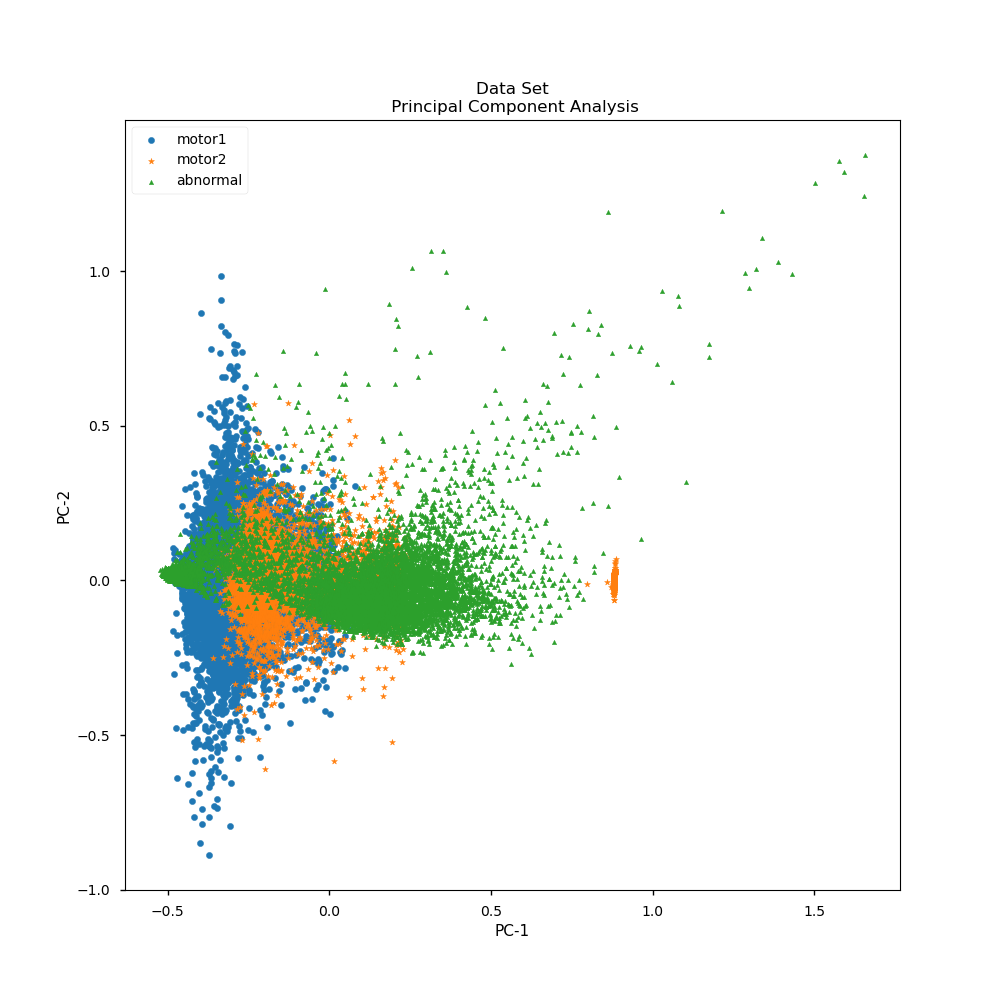 Data Set
Principal Component Analysis
motor1
motor2
abnormal
1.0
0.5
0.0
−0.5
−1.0
PC-2
−0.5 0.0 0.5 1.0 1.5
PC-1